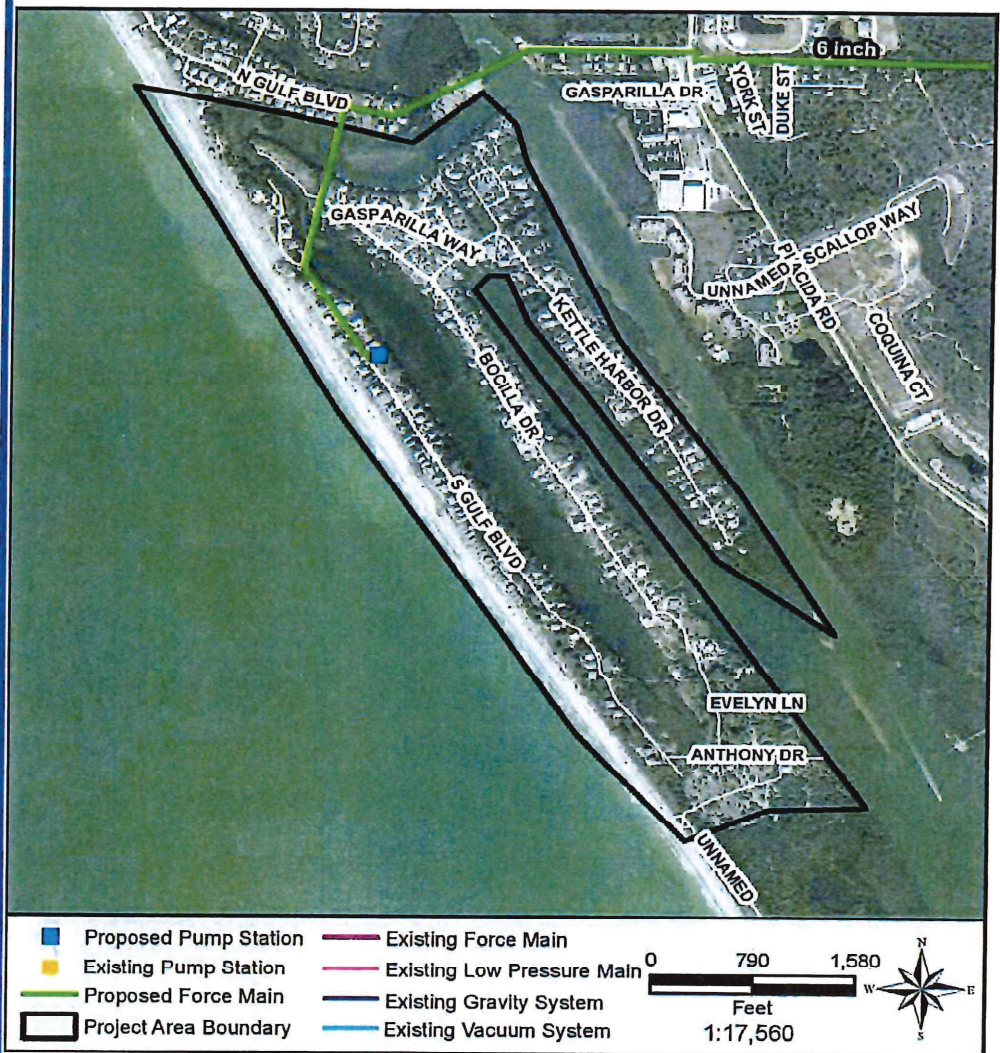 6 inch
N GULF BLVD
GASPARILLA DR
YORK ST
DUKE ST
GASPARILLA WAY
UNNAMED
SCALLOP WAY
PLACIDA RD
KETTLE HARBOR DR
COQUINA CT
BOCILLA DR
S GULF BLVD
EVELYN LN
ANTHONY DR
UNNAMED
Proposed Pump Station
Existing Pump Station
Proposed Force Main
Project Area Boundary
Existing Force Main
Existing Low Pressure Main
Existing Gravity System
Existing Vacuum System
0 790 1,580
Feet
1:17,560
N
W
E
S